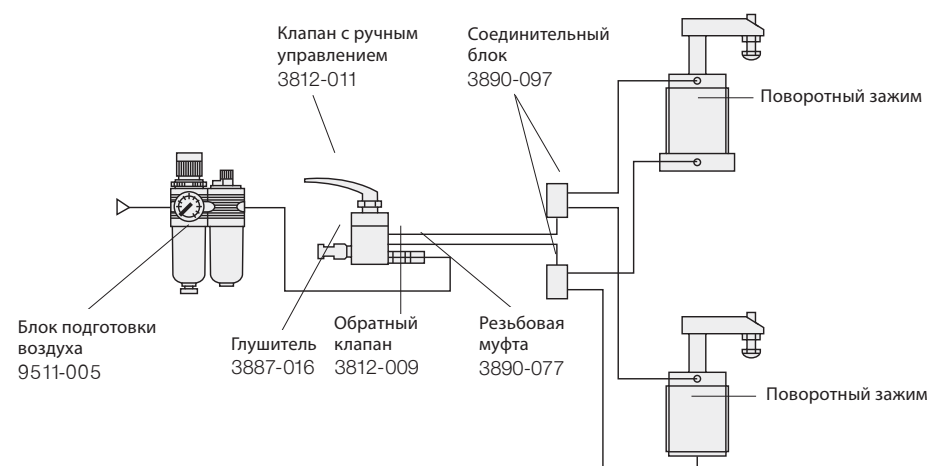 Клапан с ручным
управлением
3812-011
Соединительный
блок
3890-097
Поворотный зажим
Блок подготовки
воздуха
9511-005
Глушитель
3887-016
Обратный
клапан
3812-009
Резьбовая
муфта
3890-077
Поворотный зажим